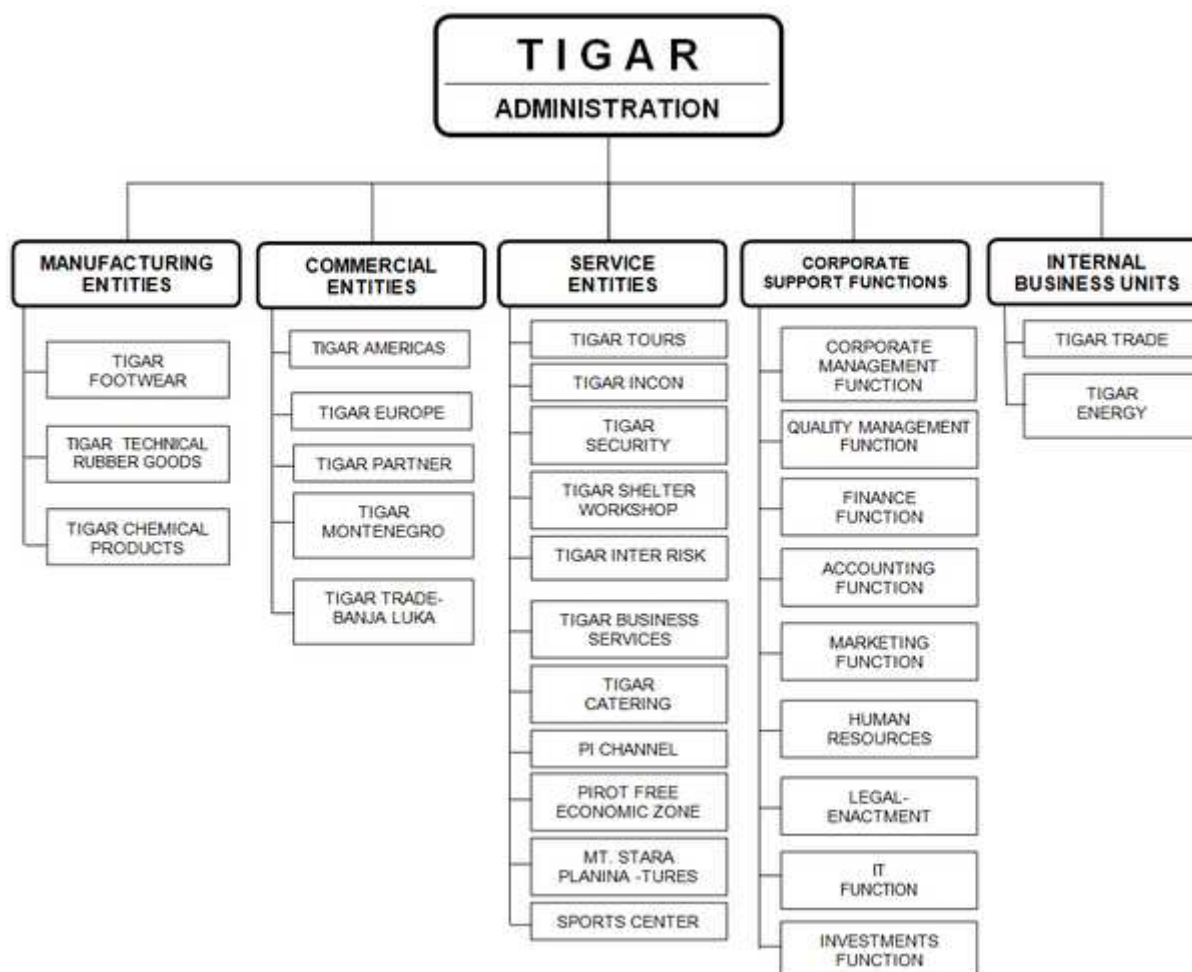 T I G A R
ADMINISTRATION
MANUFACTURING
ENTITIES
TIGAR
FOOTWEAR
TIGAR TECHNICAL
RUBBER GOODS
TIGAR CHEMICAL
PRODUCTS
COMMERCIAL
ENTITIES
TIGAR AMERICAS
TIGAR EUROPE
TIGAR PARTNER
TIGAR
MONTENEGRO
TIGAR TRADE-
BANJA LUKA
SERVICE
ENTITIES
TIGAR TOURS
TIGAR INCON
TIGAR
SECURITY
TIGAR SHELTER
WORKSHOP
TIGAR INTER RISK
TIGAR BUSINESS
SERVICES
TIGAR
CATERING
PI CHANNEL
PIROT FREE
ECONOMIC ZONE
MT. STARA
PLANINA -TURES
SPORTS CENTER
CORPORATE
SUPPORT FUNCTIONS
CORPORATE
MANAGEMENT
FUNCTION
QUALITY MANAGEMENT
FUNCTION
FINANCE
FUNCTION
ACCOUNTING
FUNCTION
MARKETING
FUNCTION
HUMAN
RESOURCES
LEGAL-
ENACTMENT
IT
FUNCTION
INVESTMENTS
FUNCTION
INTERNAL
BUSINESS UNITS
TIGAR TRADE
TIGAR
ENERGY